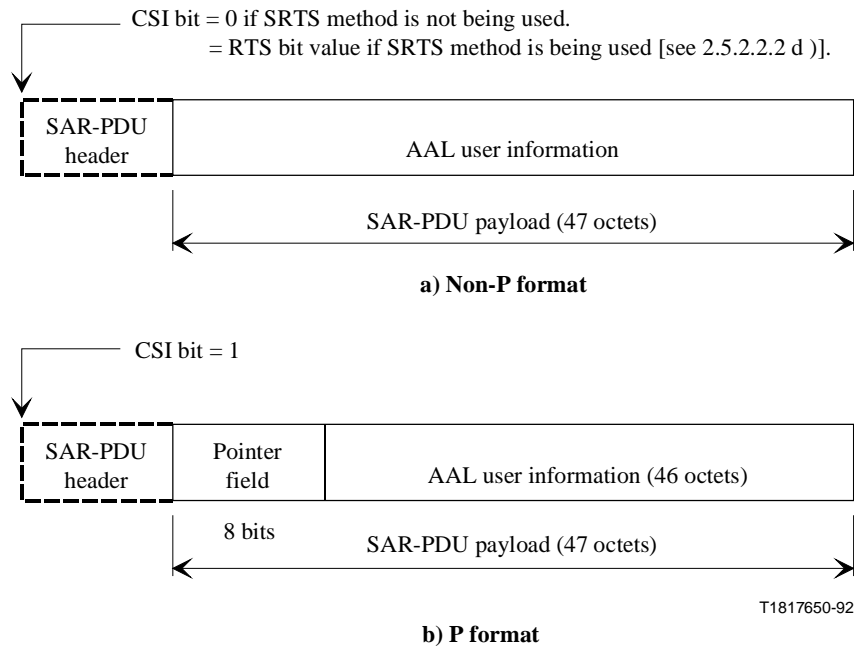 CSI bit = 0 if SRTS method is not being used.
= RTS bit value if SRTS method is being used [see 2.5.2.2.2 d )].
SAR-PDU
header
AAL user information
SAR-PDU payload (47 octets)
a) Non-P format
CSI bit = 1
SAR-PDU
header
Pointer
field
AAL user information (46 octets)
8 bits
SAR-PDU payload (47 octets)
T1817650-92
b) P format